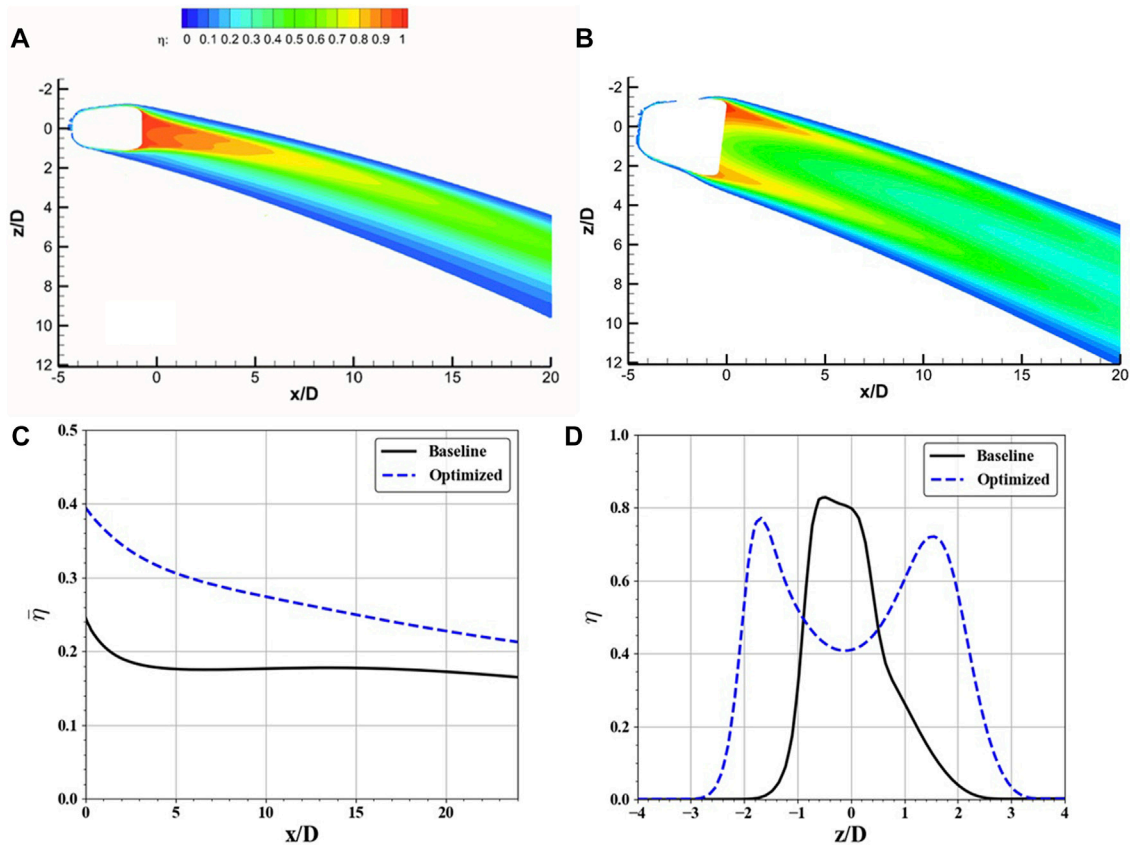 A
η: 0 0.1 0.2 0.3 0.4 0.5 0.6 0.7 0.8 0.9 1
B
-2
0
2
4
6
8
10
12
z/D
-5 0 5 10 15 20
x/D
-2
0
2
4
6
8
10
12
z/D
-5 0 5 10 15 20
x/D
C
0.5
0.4
0.3
0.2
0.1
0.0
η̄
Baseline
Optimized
0 5 10 15 20
x/D
D
1.0
0.8
0.6
0.4
0.2
0.0
η
Baseline
Optimized
−4 −3 −2 −1 0 1 2 3 4
z/D